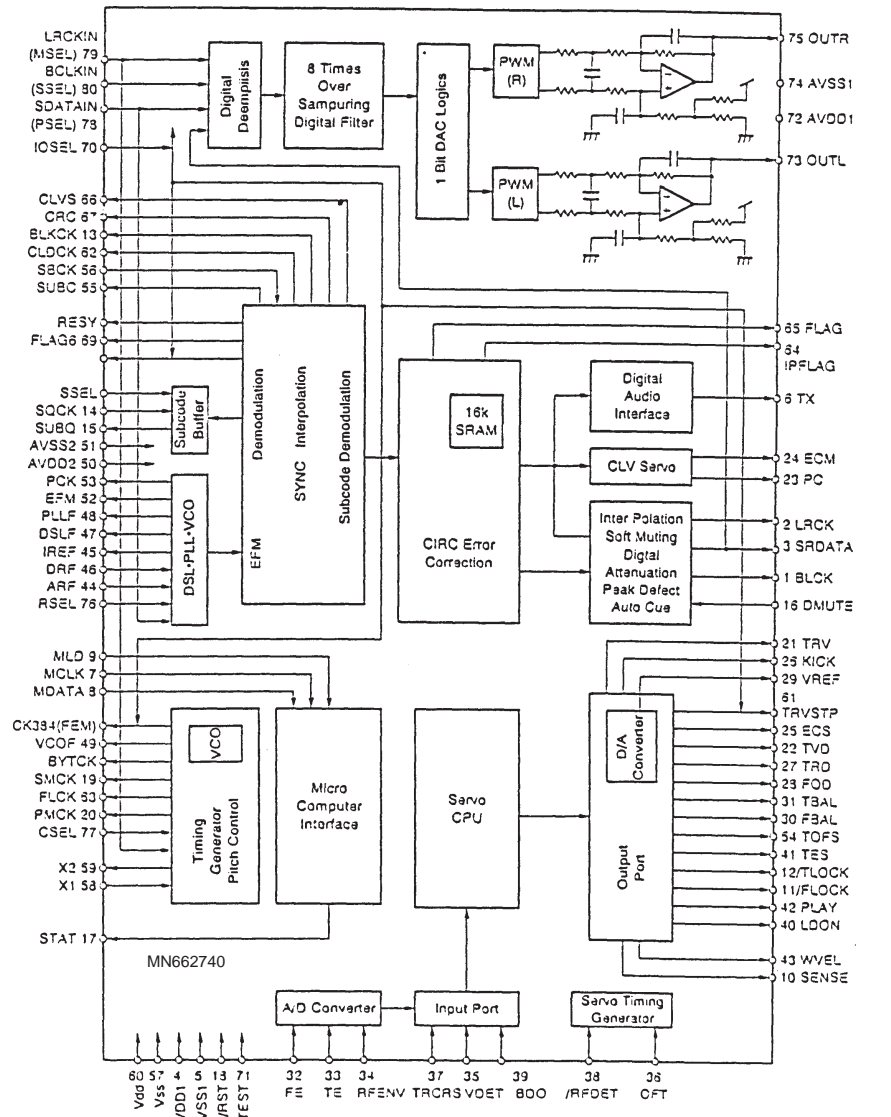 LRCKIN
(MSEL) 79
BCLKIN
(SSEL) 80
SDATAIN
(PSEL) 78
IOSEL 70
CLVS 66
CRC 67
BLKCK 13
CLDCK 62
SBCK 56
SUBC 55
RESY
FLAG6 69
SSEL
SQCK 14
SUBQ 15
AVSS2 51
AVDD2 50
PCK 53
EFM 52
PLLF 48
DSLF 47
IREF 45
DRF 46
ARF 44
RSEL 76
MLD 9
MCLK 7
MDATA 8
CK384(FEM)
VCOF 49
BYTCK
SMCK 19
FLCK 63
PMCK 20
CSEL 77
X2 59
X1 58
STAT 17
MN662740
Digital
Deempiisis
8 Times
Over
Sampuring
Digital Filter
1 Bit DAC Logics
PWM
(R)
PWM
(L)
75 OUTR
74 AVSS1
72 AVDD1
73 OUTL
EFM Demodulation
SYNC Interpolation
Subcode Demodulation
Subcode
Buffer
DSL•PLL•VCO
16k
SRAM
CIRC Error
Correction
Digital
Audio
Interface
CLV Servo
Inter Polation
Soft Muting
Digtal
Attenuation
Peak Defect
Auto Cue
65 FLAG
64
IPFLAG
6 TX
24 ECM
23 PC
2 LRCK
3 SRDATA
1 BLCK
16 DMUTE
VCO
Timing
Generator
Pitch Control
Micro
Computer
Interface
Servo
CPU
D/A
Converter
Output
Port
21 TRV
26 KICK
29 VREF
61
TRVSTP
25 ECS
22 TVD
27 TRD
28 FOD
31 TBAL
30 FBAL
54 TOFS
41 TES
12/TLOCK
11/FLOCK
42 PLAY
40 LDON
43 WVEL
10 SENSE
A/D Converter
Input Port
Servo Timing
Generator
60 Vdd
57 Vss
4 /DD1
5 VSS1
18 /RST
71 TEST
32 33 34 37 35 39 38 36
FE TE RFENV TRCRS VDET BDO /RFDET OFT